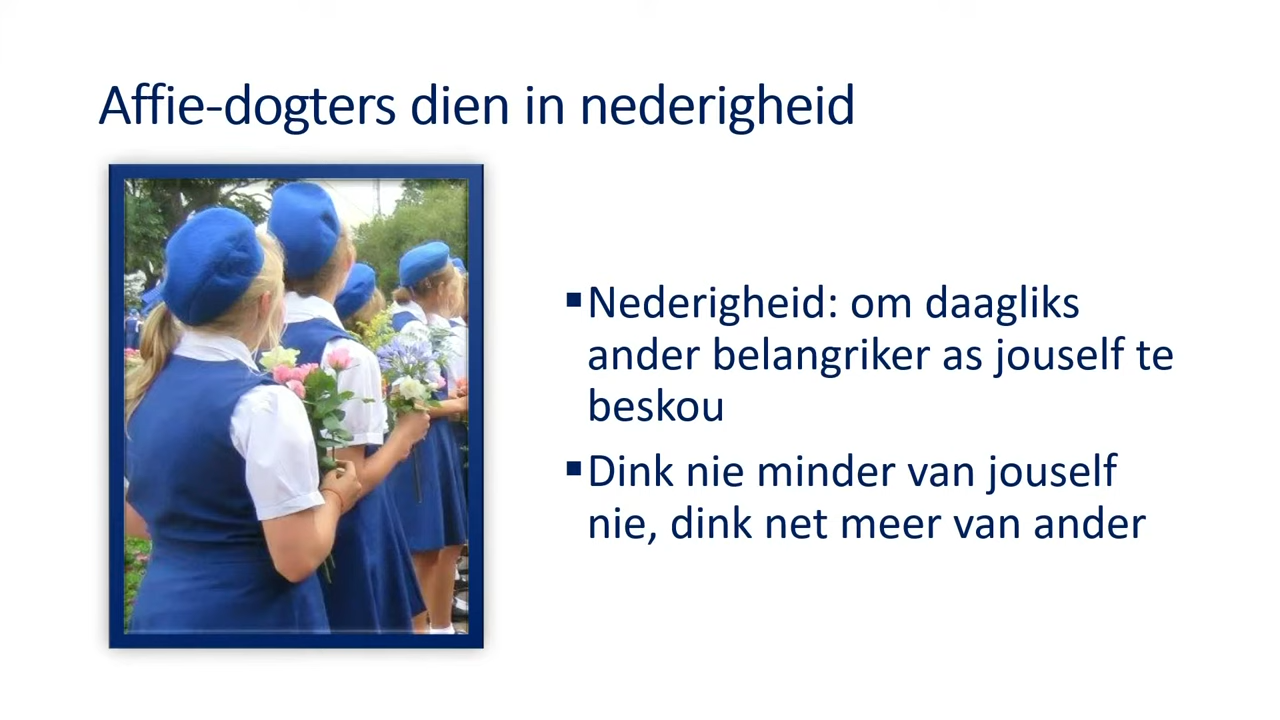 Affie-dogters dien in nederigheid
▪Nederigheid: om daagliks
ander belangriker as jouself te
beskou
▪Dink nie minder van jouself
nie, dink net meer van ander